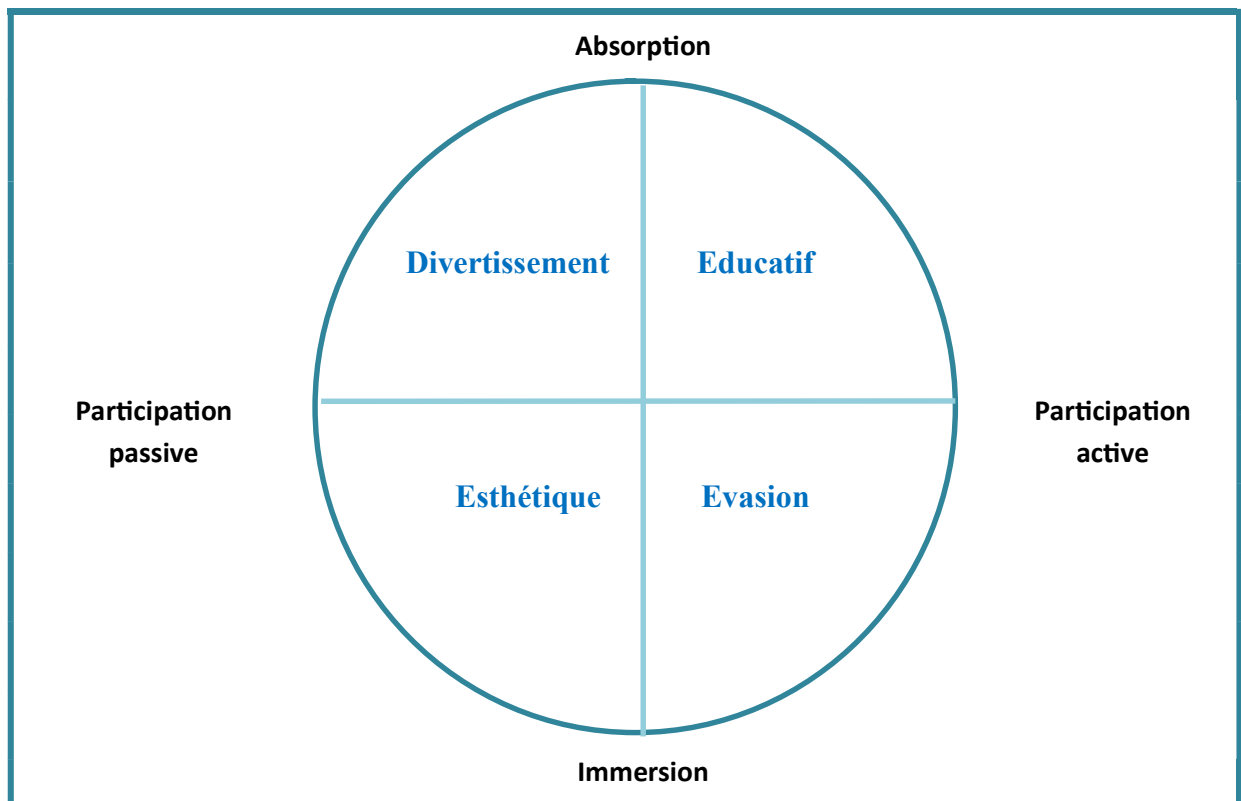 Absorption
Divertissement
Educatif
Participation
passive
Participation
active
Esthétique
Evasion
Immersion